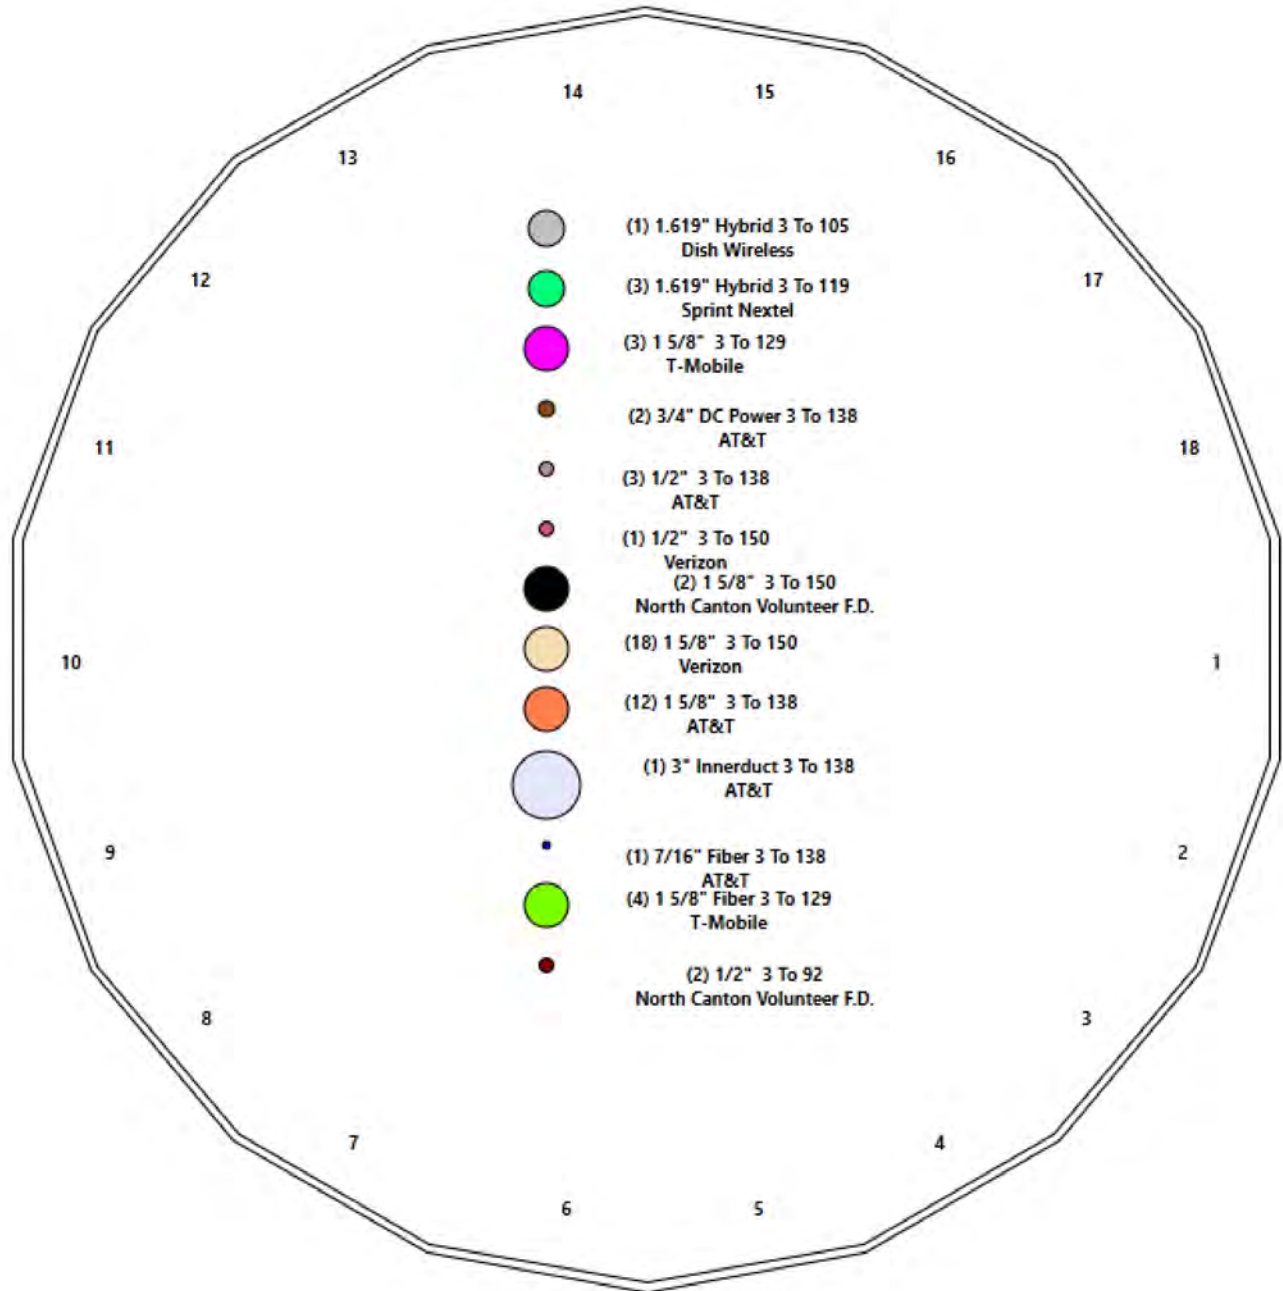 14
15
13
16
(1) 1.619" Hybrid 3 To 105
Dish Wireless
12
17
(3) 1.619" Hybrid 3 To 119
Sprint Nextel
(3) 1 5/8"  3 To 129
T-Mobile
(2) 3/4" DC Power 3 To 138
AT&T
11
18
(3) 1/2"  3 To 138
AT&T
(1) 1/2"  3 To 150
Verizon
(2) 1 5/8"  3 To 150
North Canton Volunteer F.D.
(18) 1 5/8"  3 To 150
Verizon
10
1
(12) 1 5/8"  3 To 138
AT&T
(1) 3" Innerduct 3 To 138
AT&T
9
2
(1) 7/16" Fiber 3 To 138
AT&T
(4) 1 5/8" Fiber 3 To 129
T-Mobile
(2) 1/2"  3 To 92
North Canton Volunteer F.D.
8
3
7
4
6
5